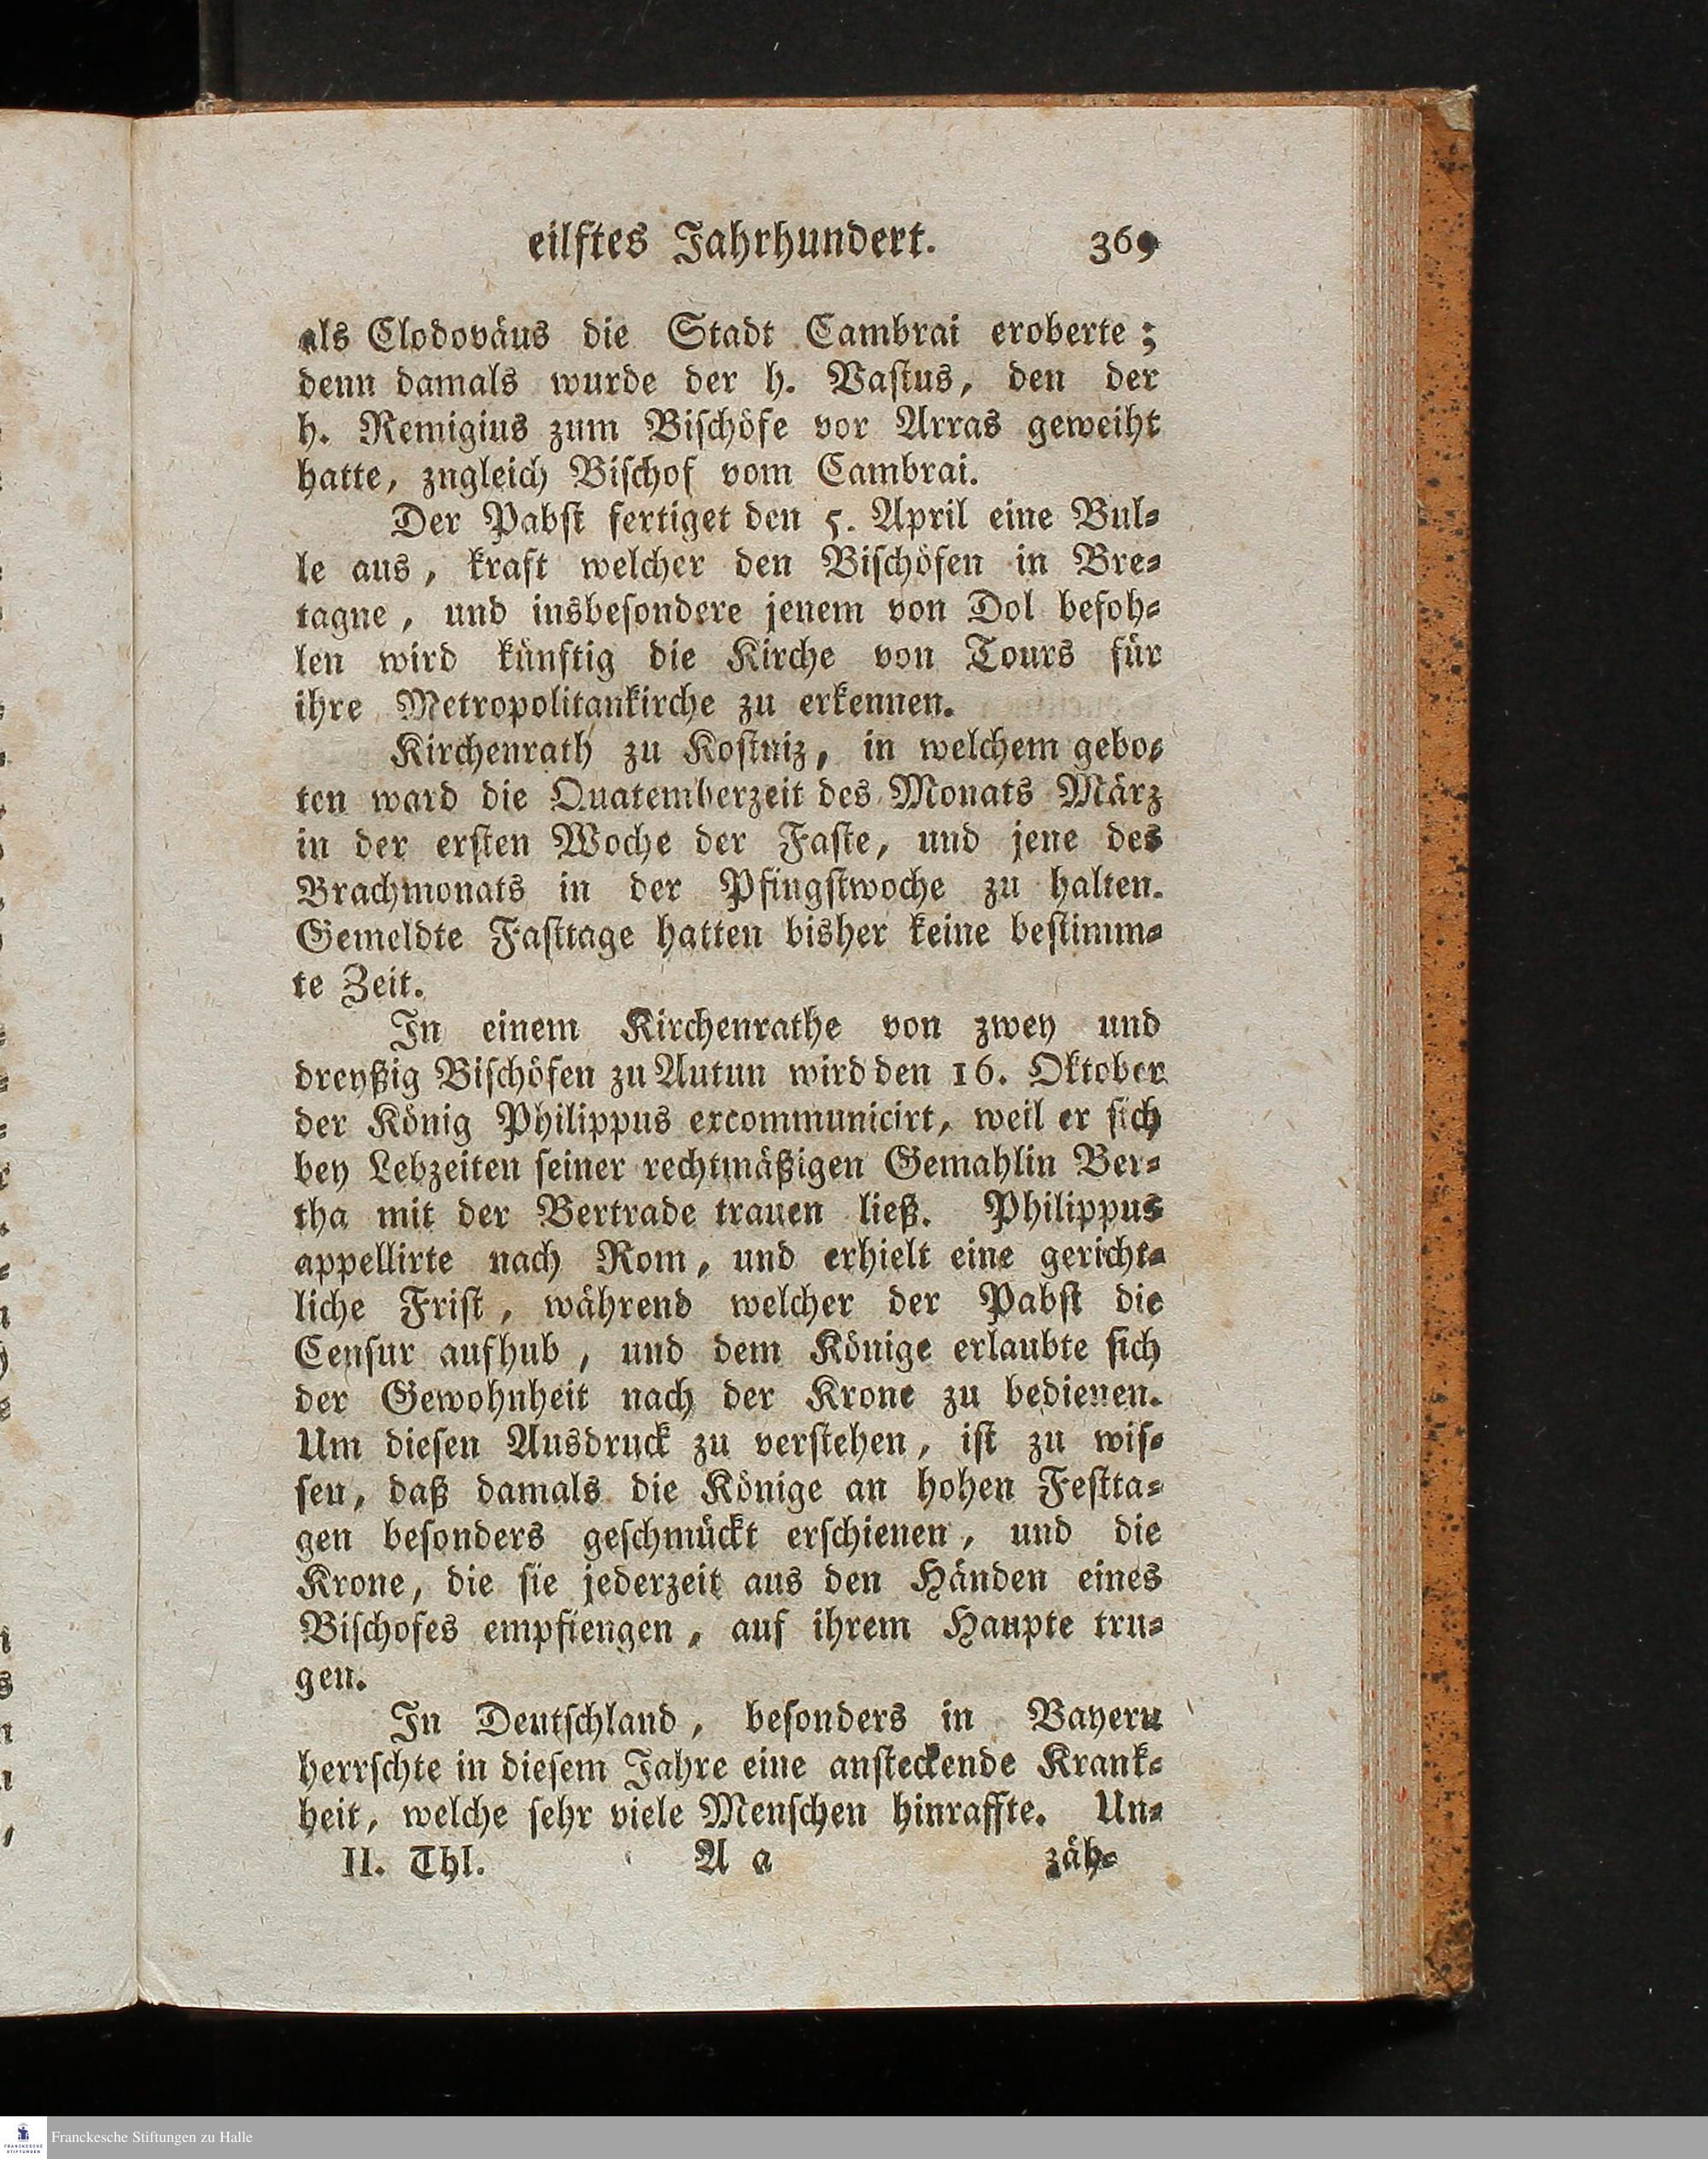 eilftes Jahrhundert. 369
als Clodoväus die Stadt Cambrai eroberte;
denn damals wurde der h. Vastus, den der
h. Remigius zum Bischöfe vor Arras geweiht
hatte, zugleich Bischof vom Cambrai.
Der Pabst fertiget den 5. April eine Bul-
le aus, kraft welcher den Bischöfen in Bre-
tagne, und insbesondere jenem von Dol befoh-
len wird künftig die Kirche von Tours für
ihre Metropolitankirche zu erkennen.
Kirchenrath zu Kostniz, in welchem gebo-
ten ward die Quatemberzeit des Monats März
in der ersten Woche der Faste, und jene des
Brachmonats in der Pfingstwoche zu halten.
Gemeldte Fasttage hatten bisher keine bestimm-
te Zeit.
In einem Kirchenrathe von zwey und
dreyßig Bischöfen zu Autun wird den 16. Oktober
der König Philippus excommunicirt, weil er sich
bey Lebzeiten seiner rechtmäßigen Gemahlin Ber-
tha mit der Bertrade trauen ließ. Philippus
appellirte nach Rom, und erhielt eine gericht-
liche Frist, während welcher der Pabst die
Censur aufhub, und dem Könige erlaubte sich
der Gewohnheit nach der Krone zu bedienen.
Um diesen Ausdruck zu verstehen, ist zu wis-
sen, daß damals die Könige an hohen Festta-
gen besonders geschmückt erschienen, und die
Krone, die sie jederzeit aus den Händen eines
Bischofes empfiengen, auf ihrem Haupte tru-
gen.
In Deutschland, besonders in Bayern
herrschte in diesem Jahre eine ansteckende Krank-
heit, welche sehr viele Menschen hinraffte. Un-
II. Thl. A a zäh-
Franckesche Stiftungen zu Halle